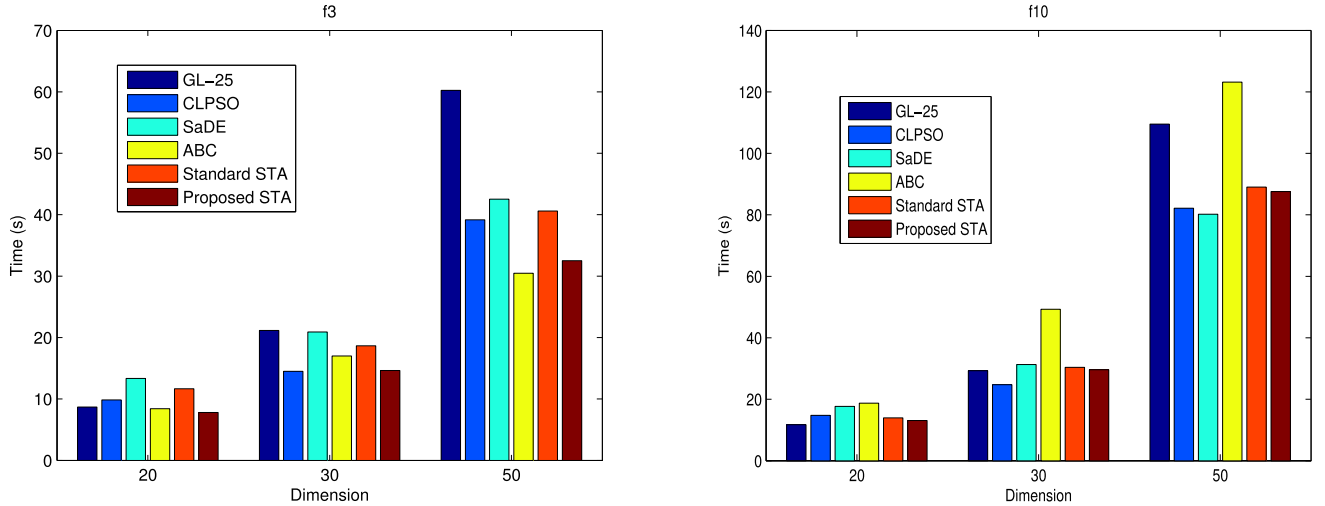 f3
70
60
50
40
30
20
10
0
Time (s)
GL-25
CLPSO
SaDE
ABC
Standard STA
Proposed STA
20
30
50
Dimension
f10
140
120
100
80
60
40
20
0
Time (s)
GL-25
CLPSO
SaDE
ABC
Standard STA
Proposed STA
20
30
50
Dimension